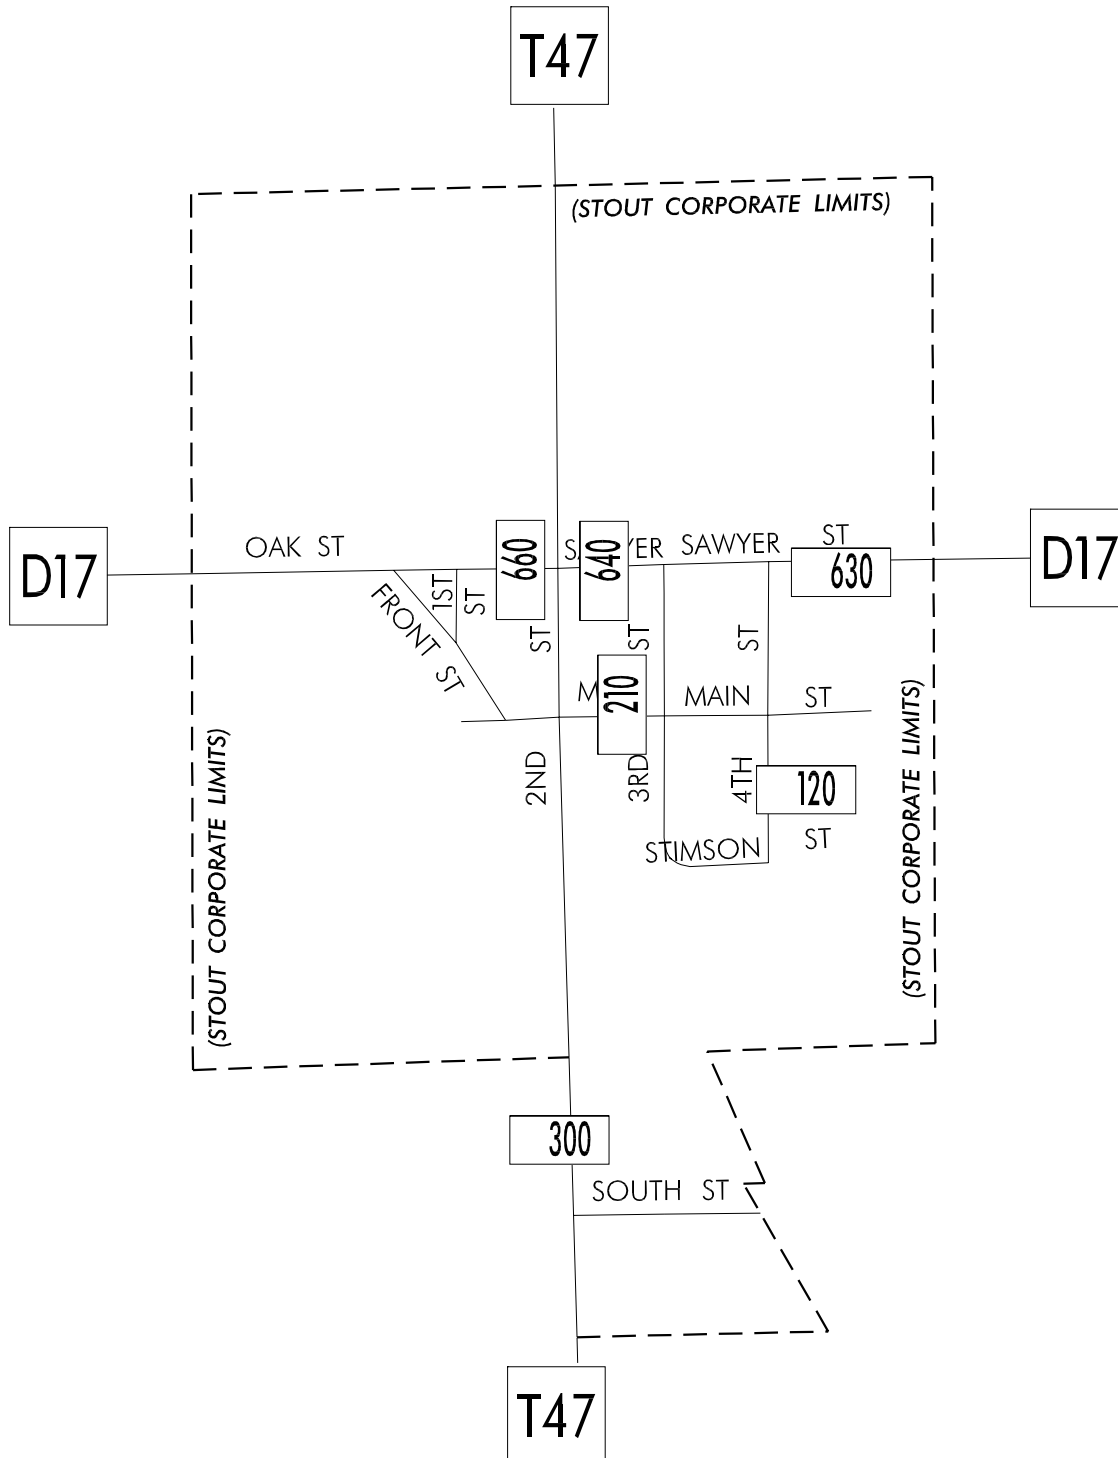 T47
(STOUT CORPORATE LIMITS)
D17
OAK ST
660
640
SAWYER
ST
630
D17
1ST
ST
FRONT ST
ST
ST
ST
210
MAIN
ST
2ND
3RD
4TH
120
STIMSON
ST
(STOUT CORPORATE LIMITS)
(STOUT CORPORATE LIMITS)
300
SOUTH ST
T47